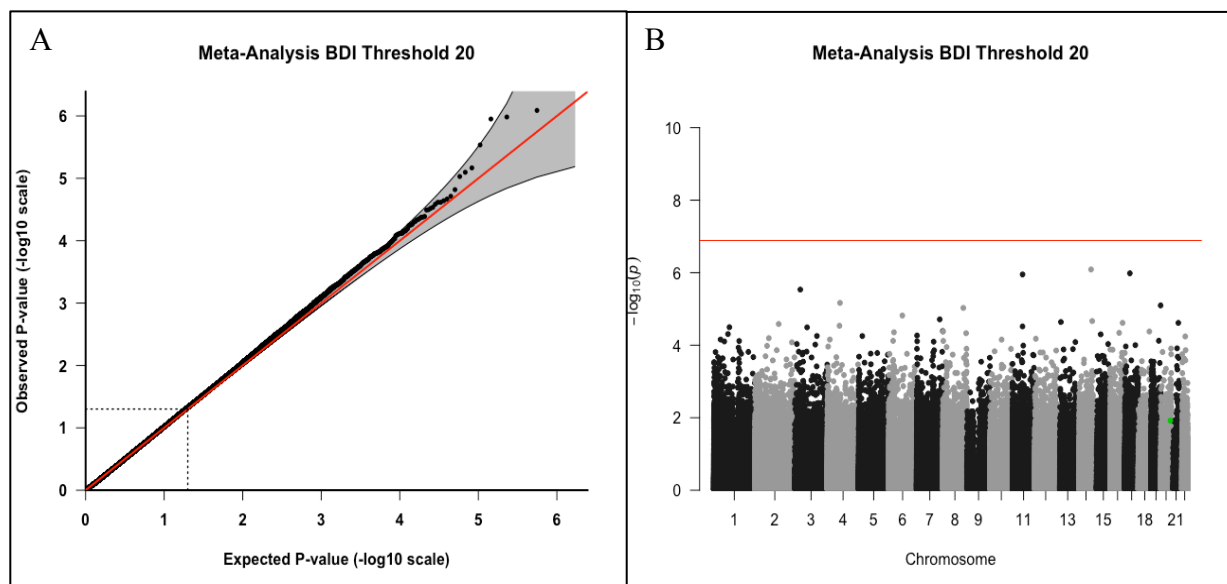 A
Meta-Analysis BDI Threshold 20
Observed P-value (-log10 scale)
6
5
4
3
2
1
0
0 1 2 3 4 5 6
Expected P-value (-log10 scale)
B
Meta-Analysis BDI Threshold 20
−log10(p)
10
8
6
4
2
0
1 2 3 4 5 6 7 8 9 11 13 15 18 21
Chromosome